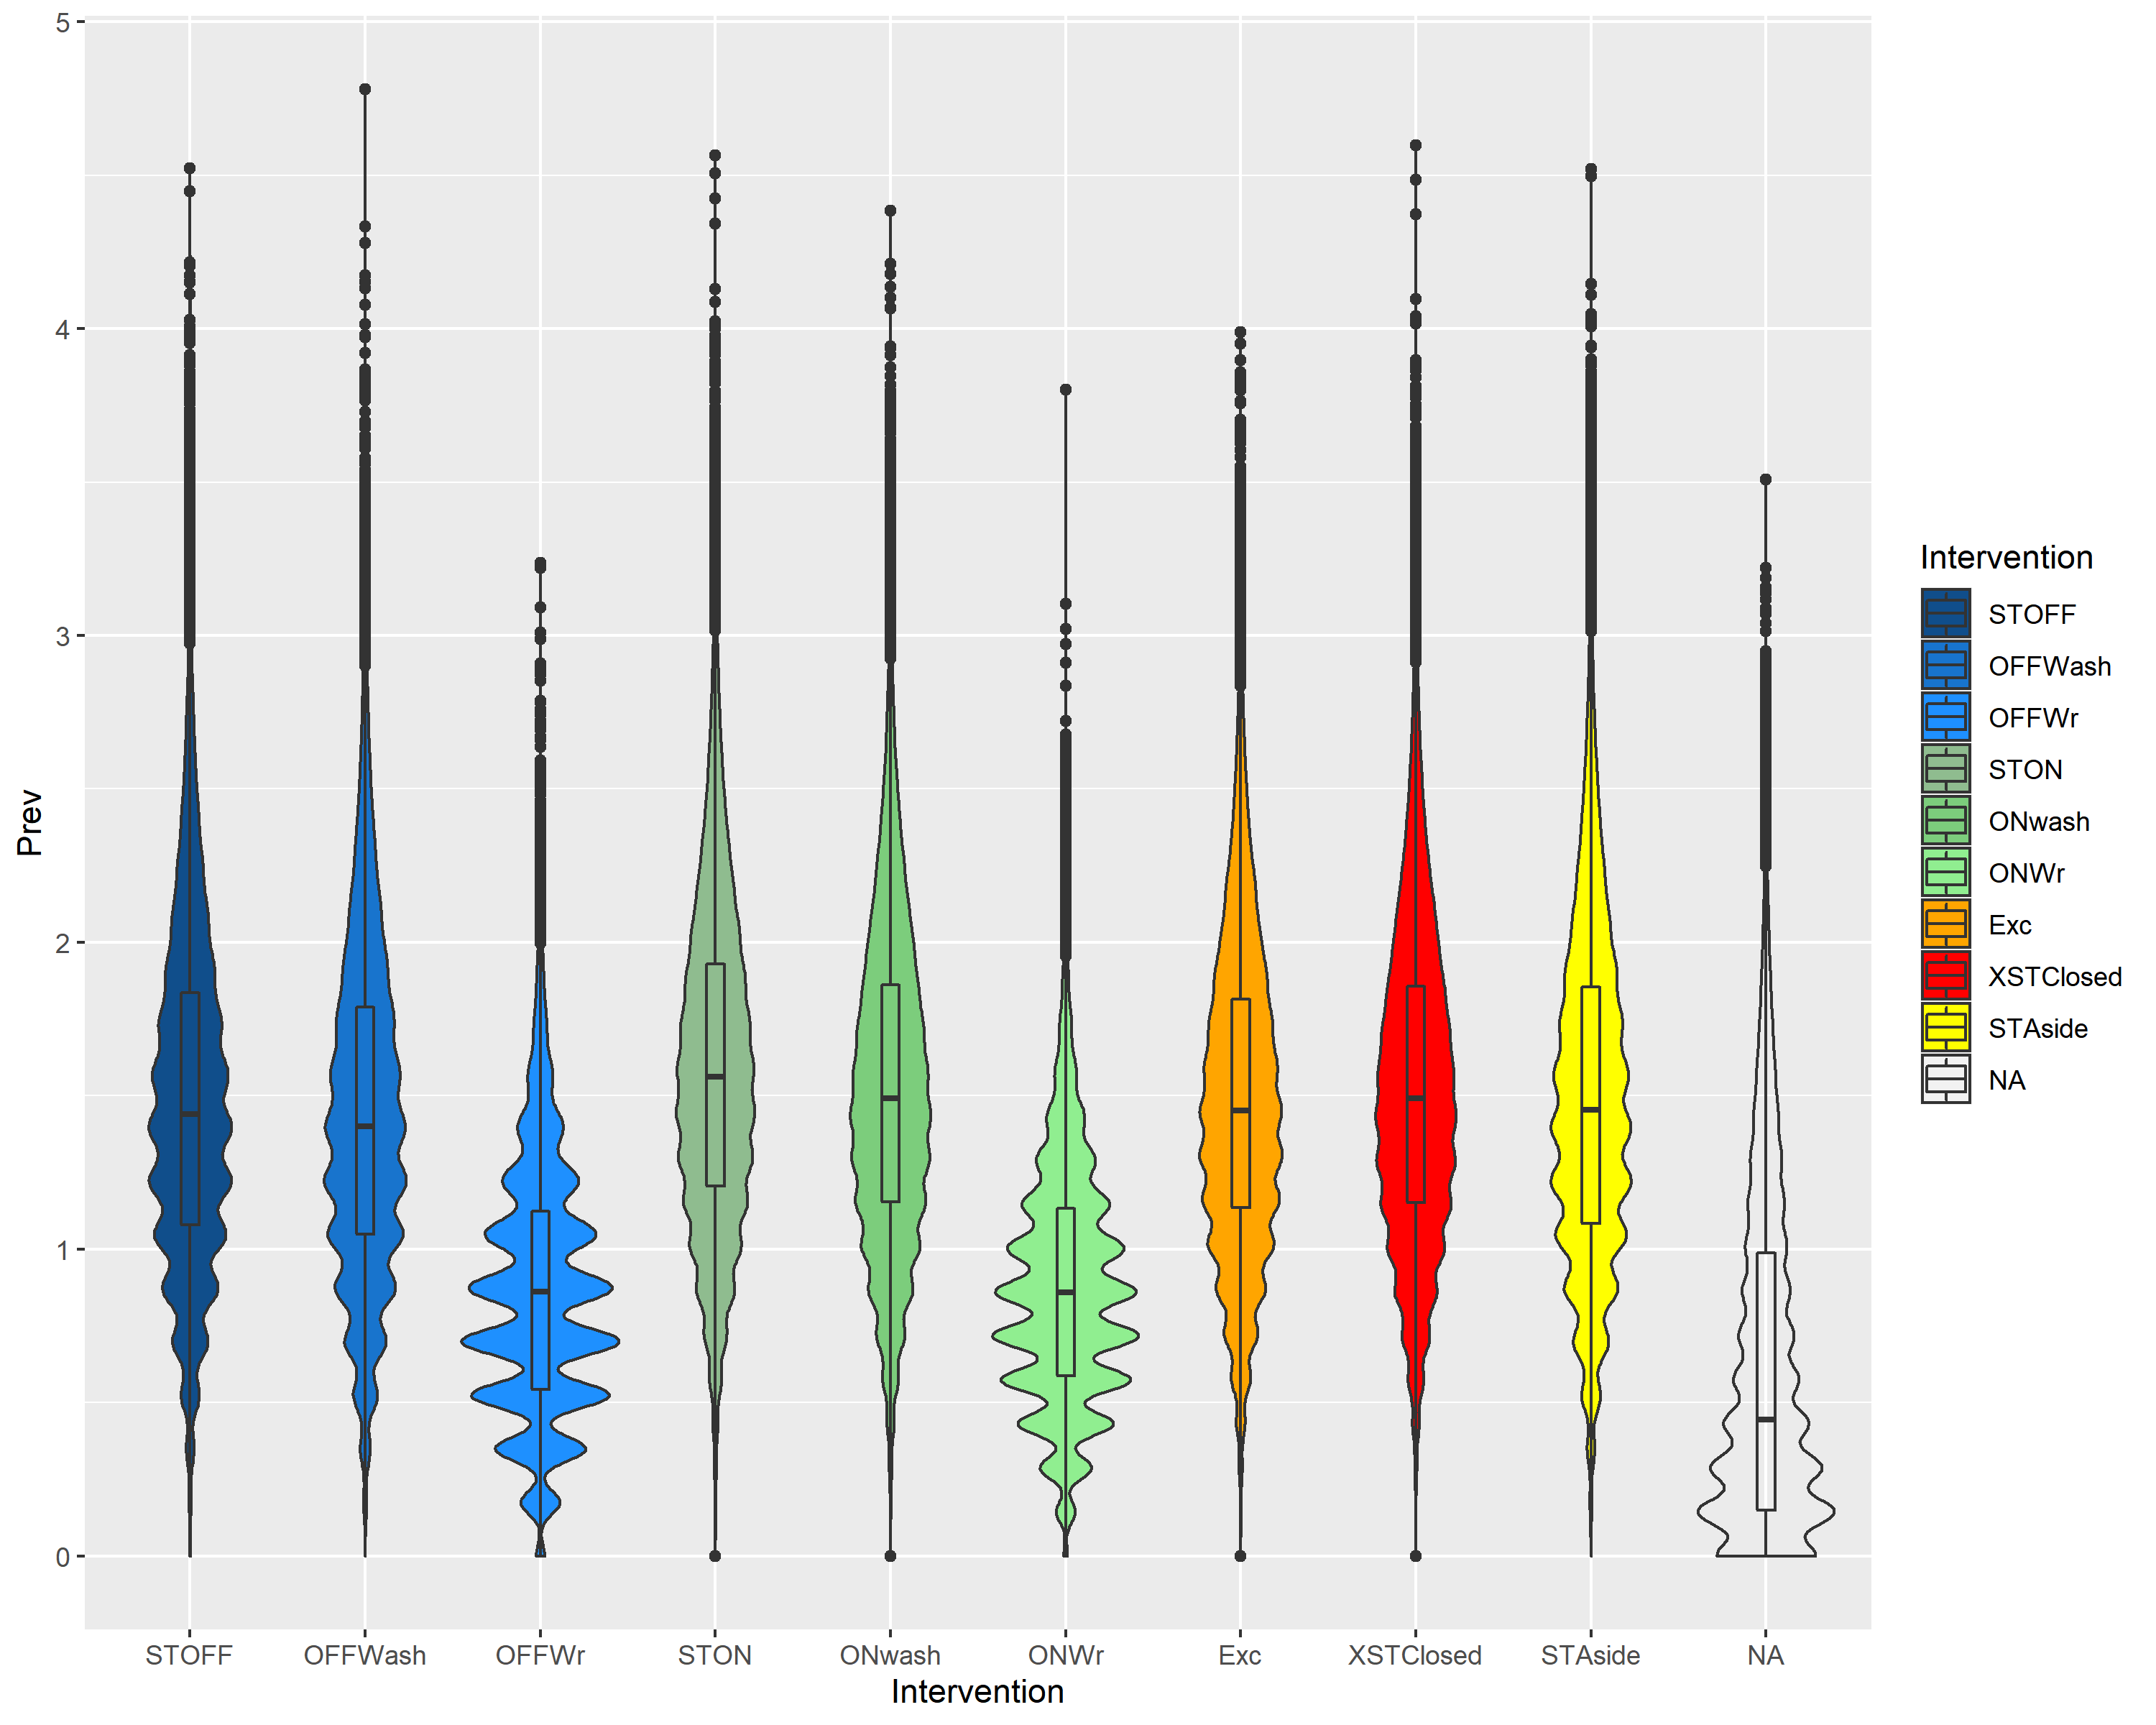 5
4
3
2
1
0
Prev
STOFF OFFWash OFFWr STON ONwash ONWr Exc XSTClosed STAside NA
Intervention
Intervention
STOFF
OFFWash
OFFWr
STON
ONwash
ONWr
Exc
XSTClosed
STAside
NA